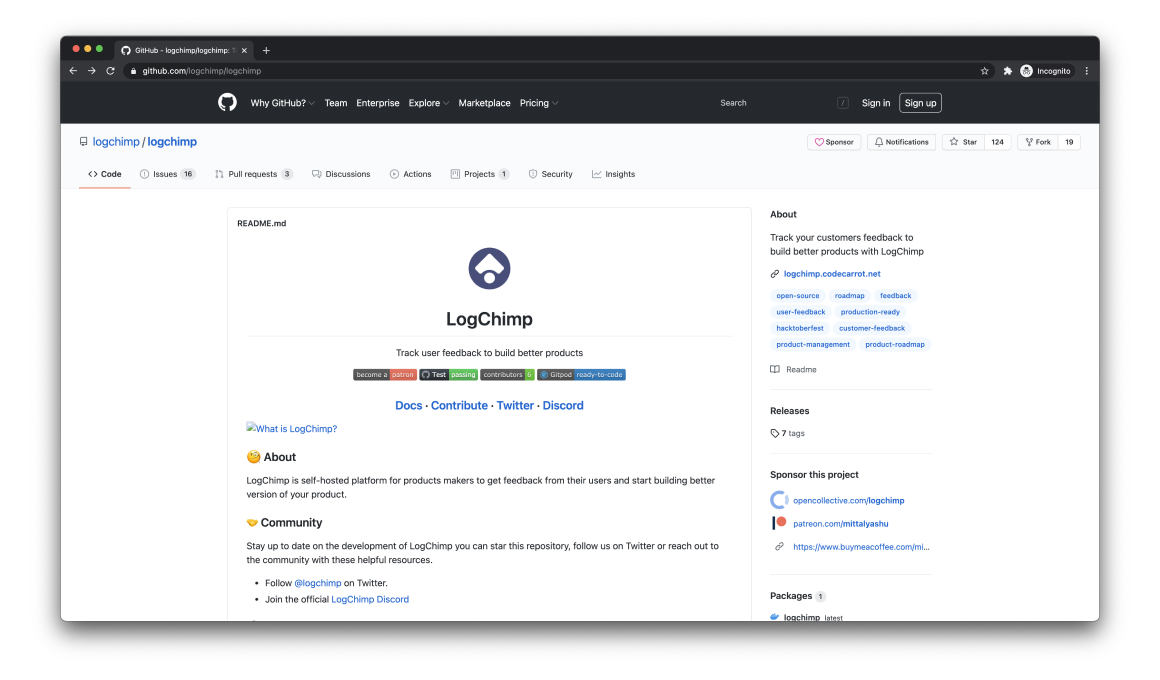 GitHub - logchimp/logchimp: T
github.com/logchimp/logchimp
Incognito
Why GitHub? Team Enterprise Explore Marketplace Pricing Search / Sign in Sign up
logchimp / logchimp
Sponsor Notifications Star 124 Fork 19
Code Issues 16 Pull requests 3 Discussions Actions Projects 1 Security Insights
README.md
LogChimp
Track user feedback to build better products
become a patron Test passing contributors 6 Gitpod ready-to-code
Docs · Contribute · Twitter · Discord
What is LogChimp?
🧐 About
LogChimp is self-hosted platform for products makers to get feedback from their users and start building better
version of your product.
🤝 Community
Stay up to date on the development of LogChimp you can star this repository, follow us on Twitter or reach out to
the community with these helpful resources.
• Follow @logchimp on Twitter.
• Join the official LogChimp Discord
About
Track your customers feedback to
build better products with LogChimp
logchimp.codecarrot.net
open-source roadmap feedback
user-feedback production-ready
hacktoberfest customer-feedback
product-management product-roadmap
Readme
Releases
7 tags
Sponsor this project
opencollective.com/logchimp
patreon.com/mittalyashu
https://www.buymeacoffee.com/mi...
Packages 1
logchimp latest